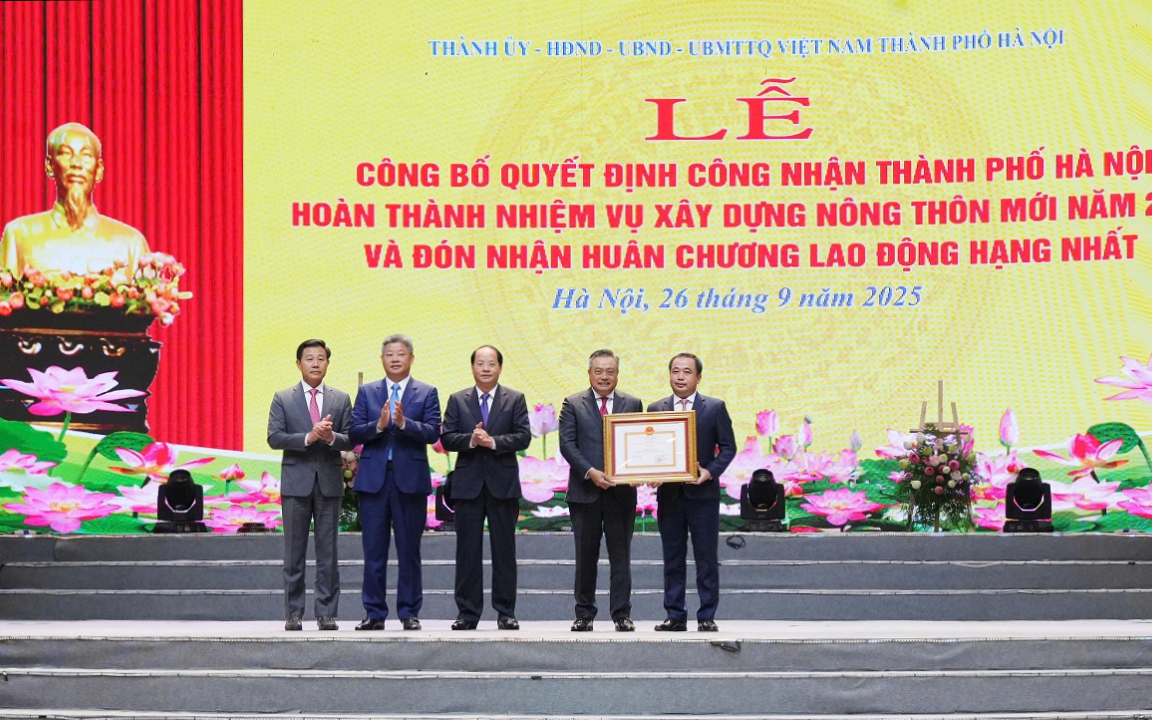 THÀNH ỦY - HĐND - UBND - UBMTTQ VIỆT NAM THÀNH PHỐ HÀ NỘI
LỄ
CÔNG BỐ QUYẾT ĐỊNH CÔNG NHẬN THÀNH PHỐ HÀ NỘI
HOÀN THÀNH NHIỆM VỤ XÂY DỰNG NÔNG THÔN MỚI NĂM
VÀ ĐÓN NHẬN HUÂN CHƯƠNG LAO ĐỘNG HẠNG NHẤT
Hà Nội, 26 tháng 9 năm 2025